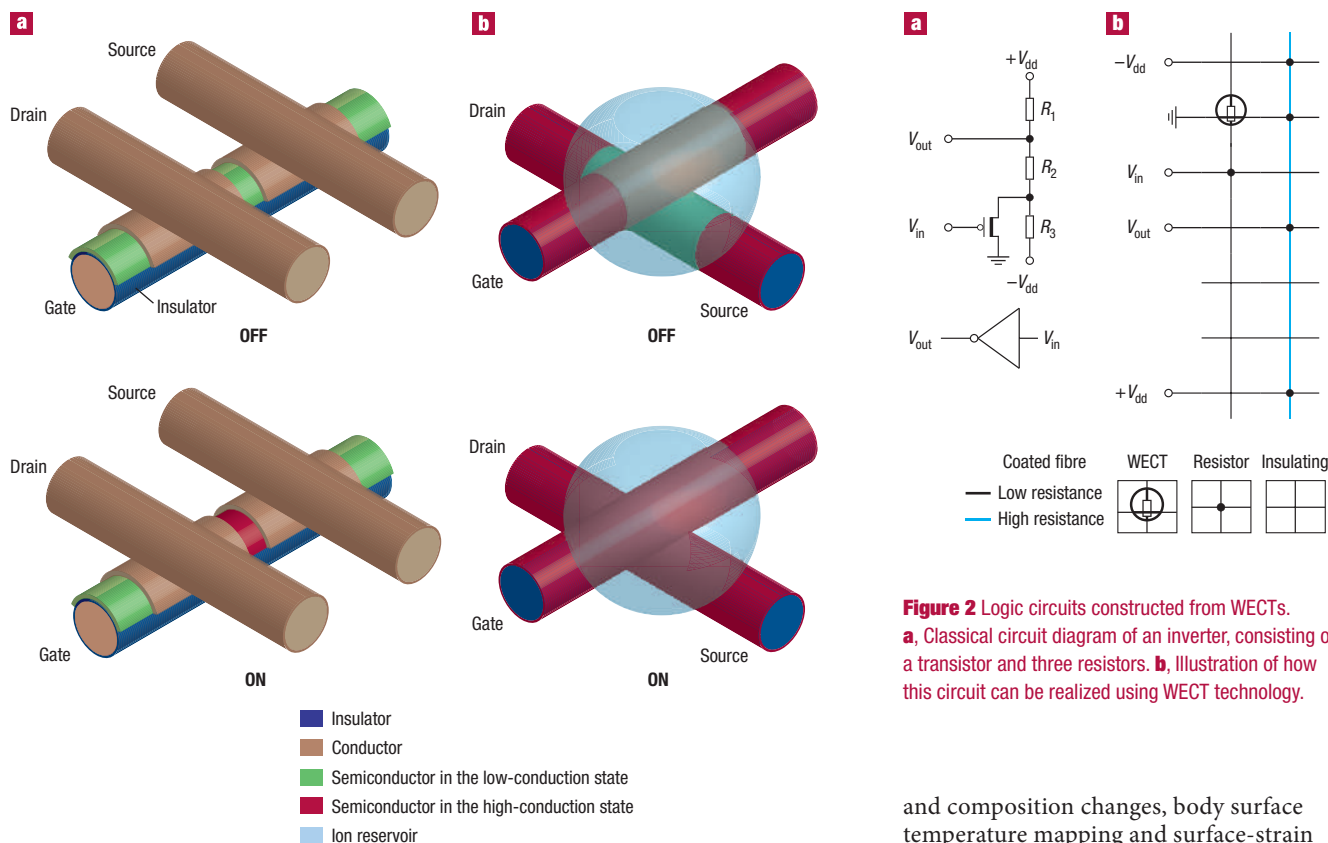 a
Source
Drain
Gate
Insulator
OFF
Source
Drain
Gate
ON
b
Drain
Gate
Source
OFF
Drain
Gate
Source
ON
Insulator
Conductor
Semiconductor in the low-conduction state
Semiconductor in the high-conduction state
Ion reservoir
a
+Vdd
R1
Vout
R2
Vin
R3
−Vdd
Vout
Vin
b
−Vdd
Vin
Vout
+Vdd
Coated fibre
Low resistance
High resistance
WECT
Resistor
Insulating
Figure 2 Logic circuits constructed from WECTs.
a, Classical circuit diagram of an inverter, consisting o
a transistor and three resistors. b, Illustration of how
this circuit can be realized using WECT technology.
and composition changes, body surface
temperature mapping and surface-strain